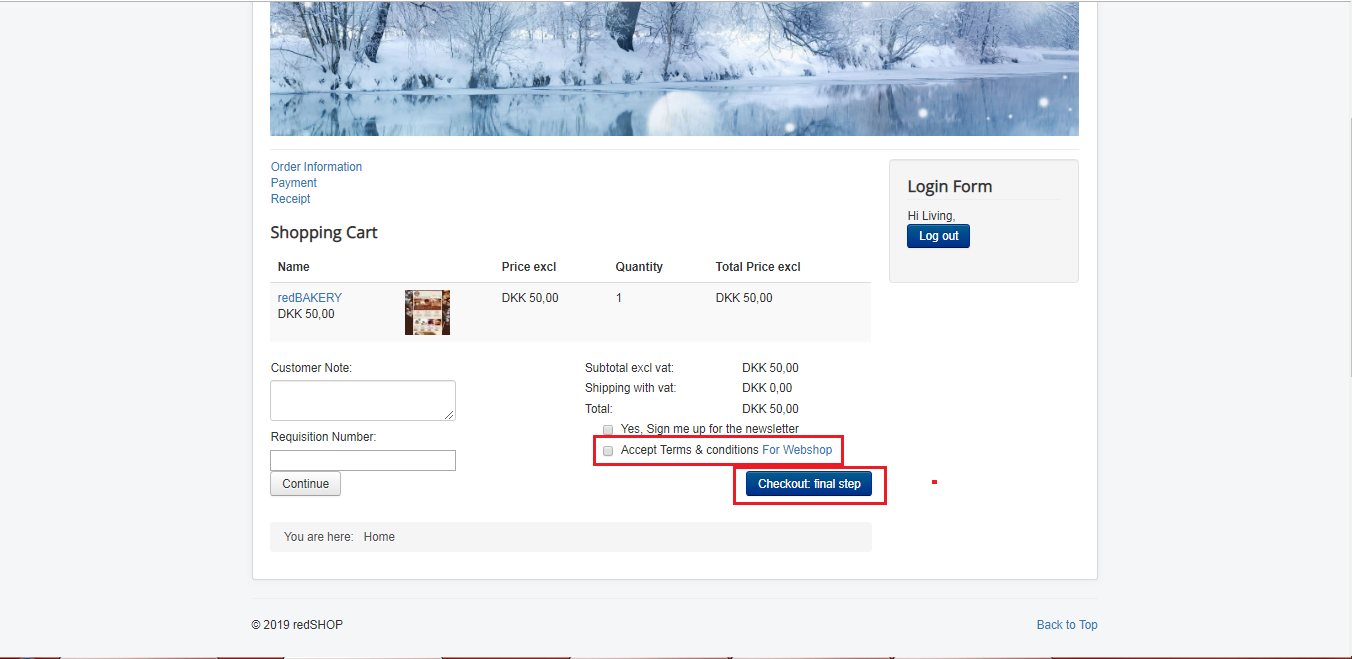 Order Information
Payment
Receipt
Shopping Cart
Name Price excl Quantity Total Price excl
redBAKERY DKK 50,00 1 DKK 50,00
DKK 50,00
Customer Note:
Requisition Number:
Continue
Subtotal excl vat: DKK 50,00
Shipping with vat: DKK 0,00
Total: DKK 50,00
Yes, Sign me up for the newsletter
Accept Terms & conditions For Webshop
Checkout: final step
Login Form
Hi Living,
Log out
You are here: Home
© 2019 redSHOP
Back to Top